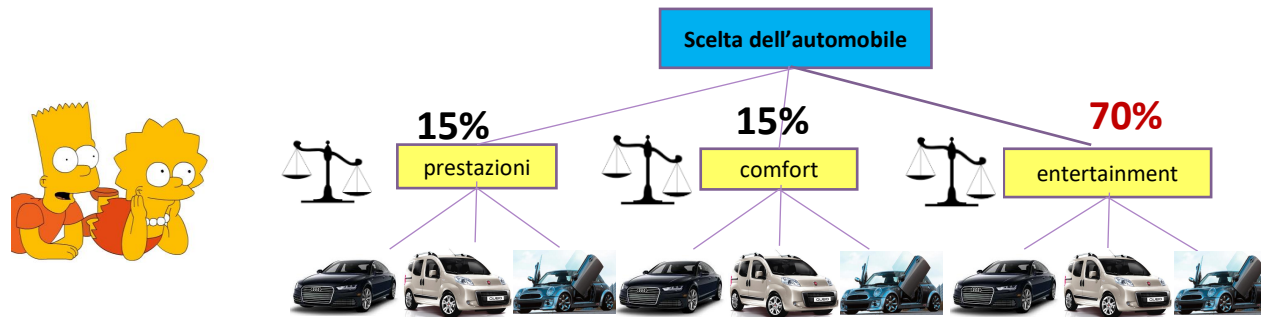 Scelta dell'automobile
15%
15%
70%
prestazioni
comfort
entertainment